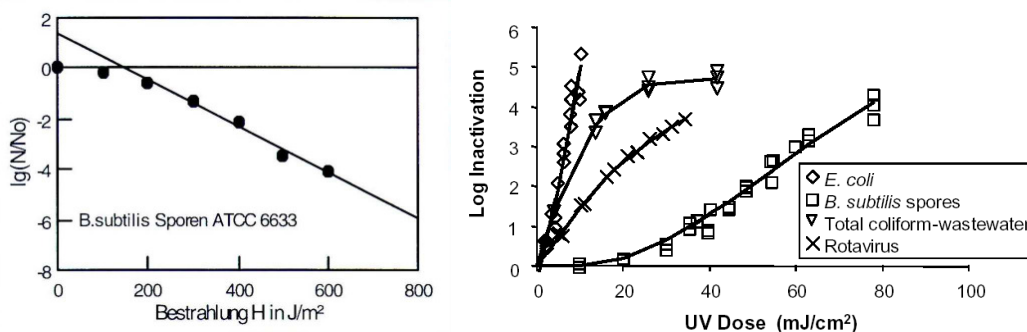 2
0
-2
-4
-6
-8
lg(N/No)
B.subtilis Sporen ATCC 6633
0 200 400 600 800
Bestrahlung H in J/m²
6
5
4
3
2
1
0
Log Inactivation
E. coli
B. subtilis spores
Total coliform-wastewater
Rotavirus
0 20 40 60 80 100
UV Dose (mJ/cm²)